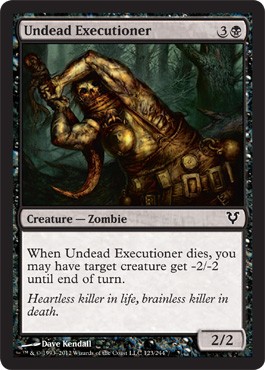 Undead Executioner 3
Creature — Zombie
When Undead Executioner dies, you
may have target creature get -2/-2
until end of turn.
Heartless killer in life, brainless killer in
death.
Dave Kendall
™ & © 1993–2012 Wizards of the Coast LLC 123/244
2/2